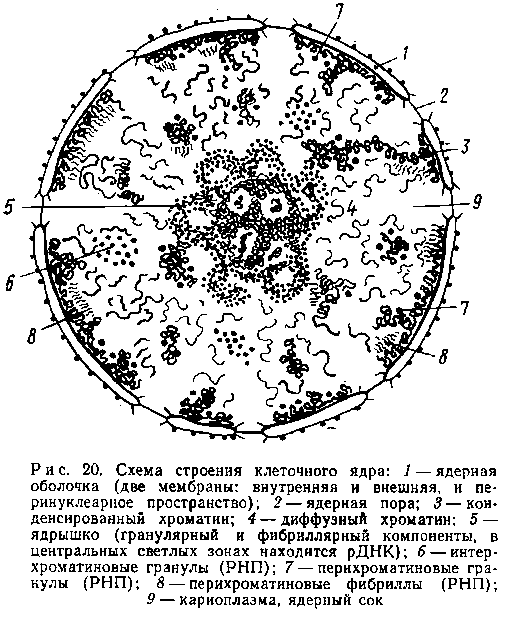 7
1
2
3
4
5
9
6
7
8
8
Рис. 20. Схема строения клеточного ядра: 1 — ядерная
оболочка (две мембраны: внутренняя и внешняя, и пе-
ринуклеарное пространство); 2 — ядерная пора; 3 — кон-
денсированный хроматин; 4 — диффузный хроматин; 5 —
ядрышко (гранулярный и фибриллярный компоненты, в
центральных светлых зонах находится рДНК); 6 — интер-
хроматиновые гранулы (РНП); 7 — перихроматиновые гра-
нулы (РНП); 8 — перихроматиновые фибриллы (РНП);
9 — кариоплазма, ядерный сок